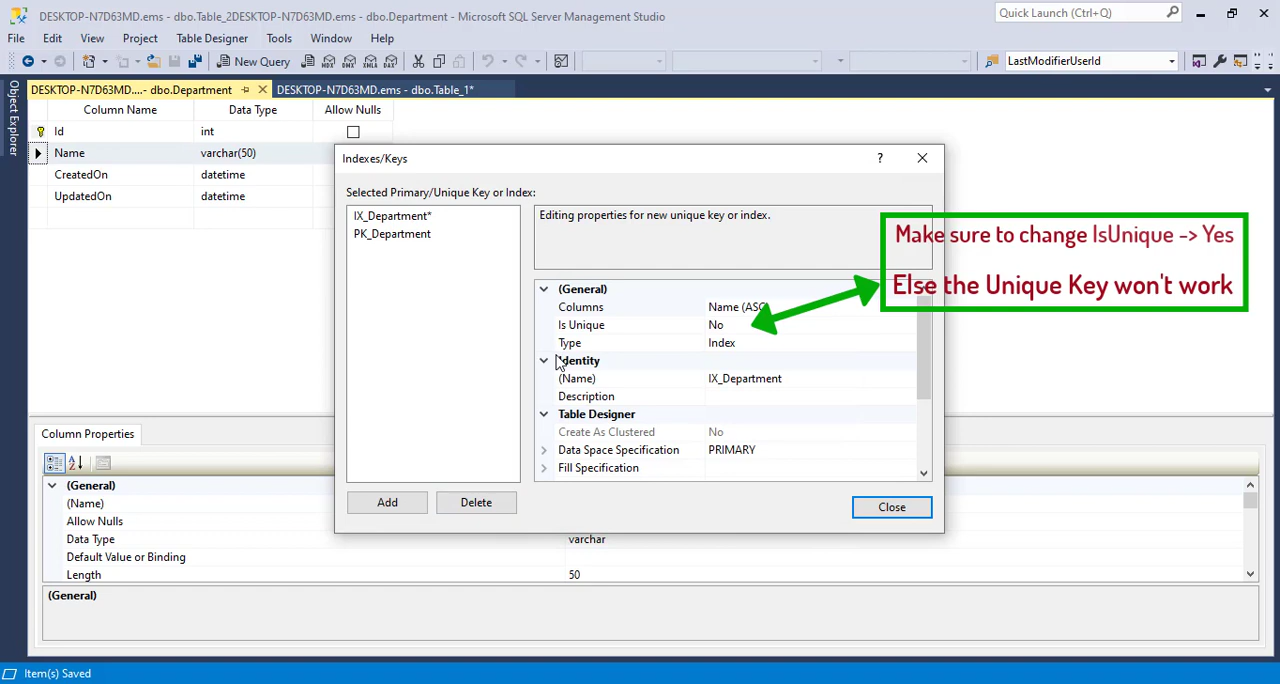 DESKTOP-N7D63MD.ems - dbo.Table_2DESKTOP-N7D63MD.ems - dbo.Department - Microsoft SQL Server Management Studio
Quick Launch (Ctrl+Q)
File Edit View Project Table Designer Tools Window Help
New Query MDX DMX XMLA DAX LastModifierUserId
Object Explorer
DESKTOP-N7D63MD....- dbo.Department DESKTOP-N7D63MD.ems - dbo.Table_1*
Column Name Data Type Allow Nulls
Id int
Name varchar(50)
CreatedOn datetime
UpdatedOn datetime
Indexes/Keys ?
Selected Primary/Unique Key or Index:
IX_Department*
PK_Department
Editing properties for new unique key or index.
Make sure to change IsUnique -> Yes
Else the Unique Key won't work
(General)
Columns Name (ASC)
Is Unique No
Type Index
Identity
(Name) IX_Department
Description
Table Designer
Create As Clustered No
Data Space Specification PRIMARY
Fill Specification
Add Delete Close
Column Properties
(General)
(Name)
Allow Nulls
Data Type varchar
Default Value or Binding
Length 50
(General)
Item(s) Saved